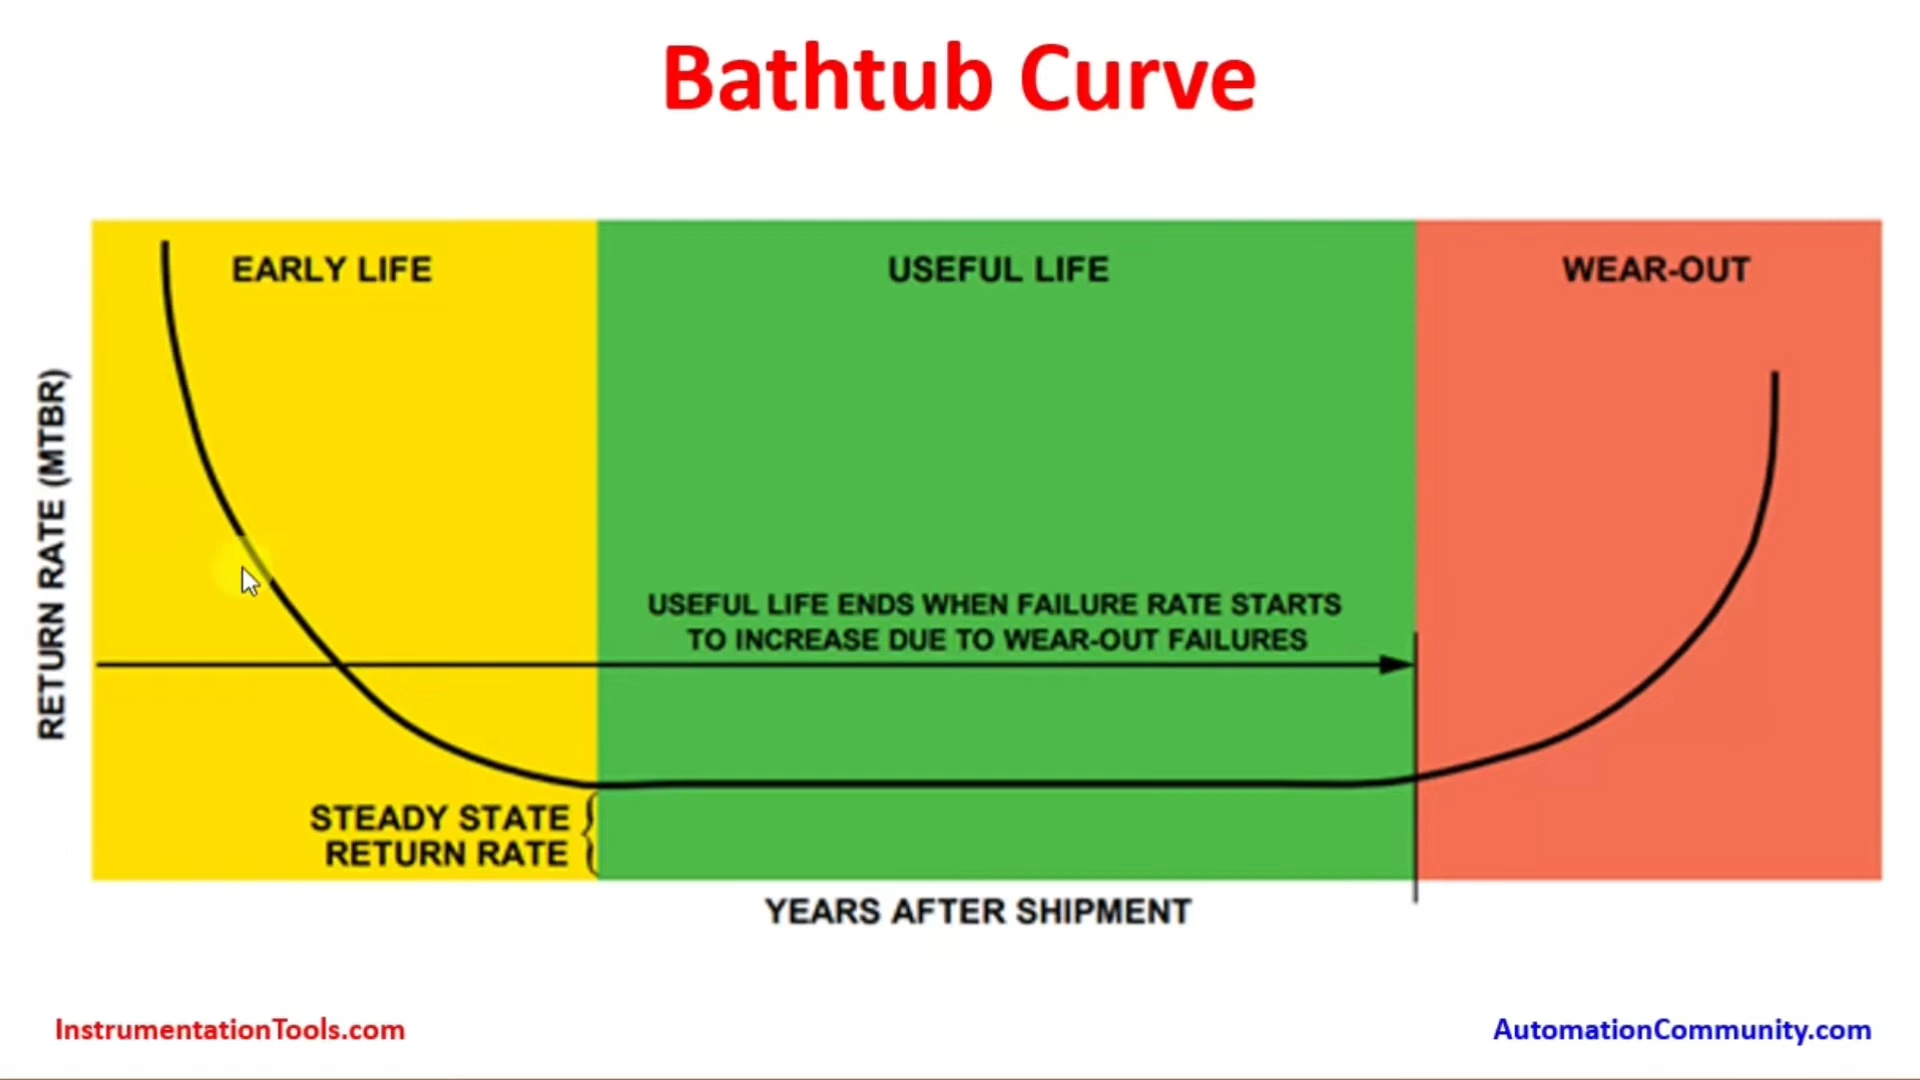 Bathtub Curve
EARLY LIFE
USEFUL LIFE
WEAR-OUT
RETURN RATE (MTBR)
USEFUL LIFE ENDS WHEN FAILURE RATE STARTS
TO INCREASE DUE TO WEAR-OUT FAILURES
STEADY STATE
RETURN RATE
YEARS AFTER SHIPMENT
InstrumentationTools.com
AutomationCommunity.com